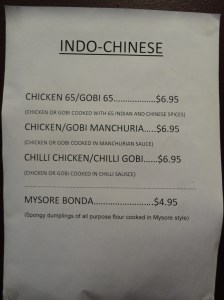 INDO-CHINESE
CHICKEN 65/GOBI 65..................$6.95
(CHICKEN OR GOBI COOKED WITH 65 INDIAN AND CHINESE SPICES)
CHICKEN/GOBI MANCHURIA.....$6.95
(CHICKEN OR GOBI COOKED IN MANCHURIAN SAUCE)
CHILLI CHICKEN/CHILLI GOBI......$6.95
(CHICKEN OR GOBI COOKED IN CHILLI SAUSCE)
MYSORE BONDA..........................$4.95
(Spongy dumplings of all purpose flour cooked in Mysore style)